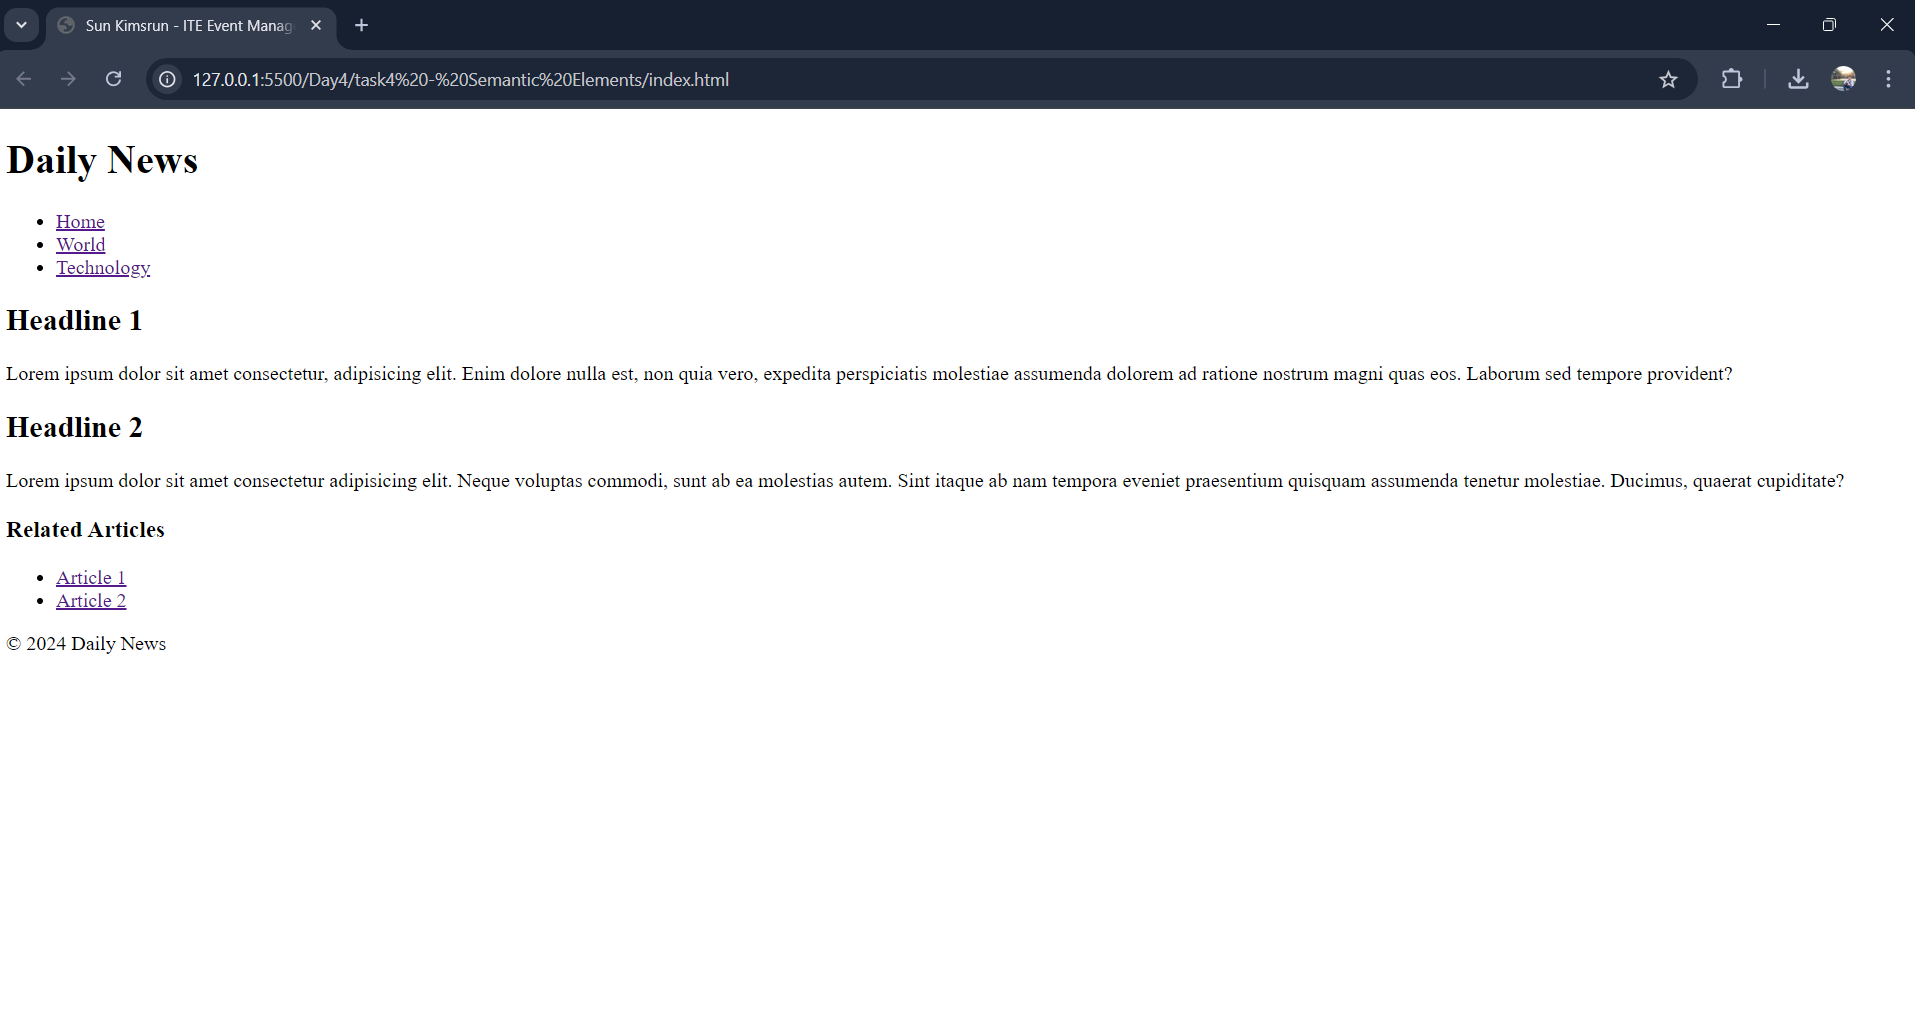 Sun Kimsrun - ITE Event Manag
127.0.0.1:5500/Day4/task4%20-%20Semantic%20Elements/index.html
Daily News
Home
World
Technology
Headline 1
Lorem ipsum dolor sit amet consectetur, adipisicing elit. Enim dolore nulla est, non quia vero, expedita perspiciatis molestiae assumenda dolorem ad ratione nostrum magni quas eos. Laborum sed tempore provident?
Headline 2
Lorem ipsum dolor sit amet consectetur adipisicing elit. Neque voluptas commodi, sunt ab ea molestias autem. Sint itaque ab nam tempora eveniet praesentium quisquam assumenda tenetur molestiae. Ducimus, quaerat cupiditate?
Related Articles
Article 1
Article 2
© 2024 Daily News